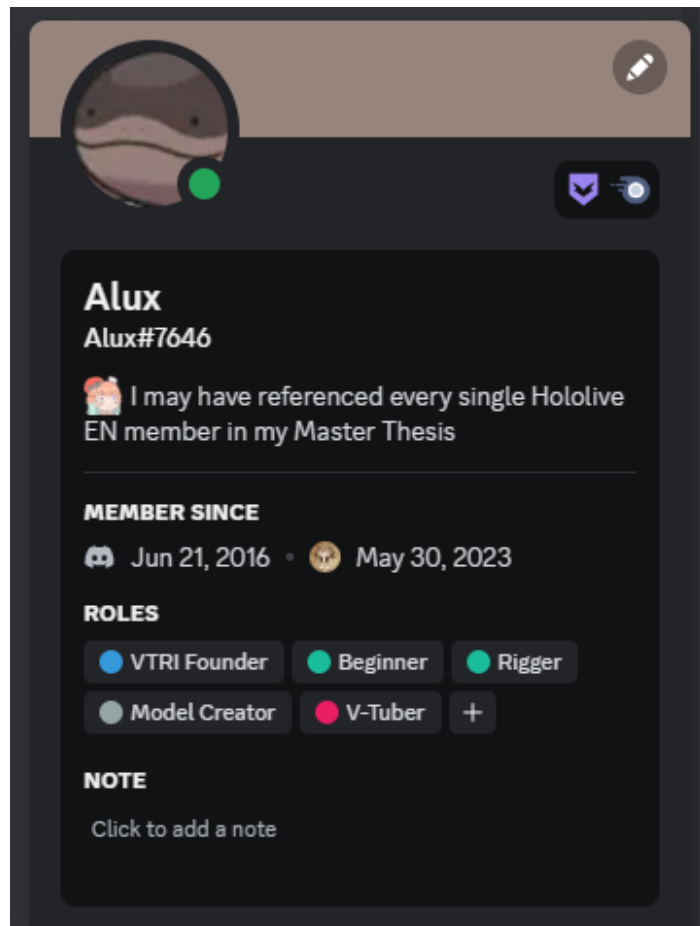 Alux
Alux#7646
I may have referenced every single Hololive
EN member in my Master Thesis
MEMBER SINCE
Jun 21, 2016 • May 30, 2023
ROLES
VTRI Founder Beginner Rigger
Model Creator V-Tuber +
NOTE
Click to add a note